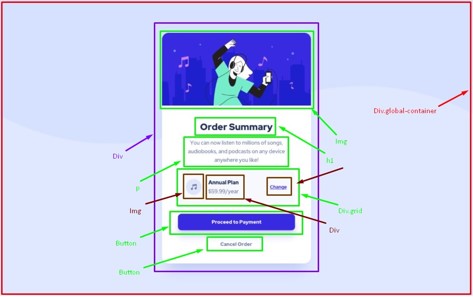 Div.global-container
Img
Order Summary
h1
Div
You can now listen to millions of songs,
audiobooks, and podcasts on any device
anywhere you like!
p
Annual Plan
Change
$59.99/year
Img
Div.grid
Proceed to Payment
Div
Button
Cancel Order
Button